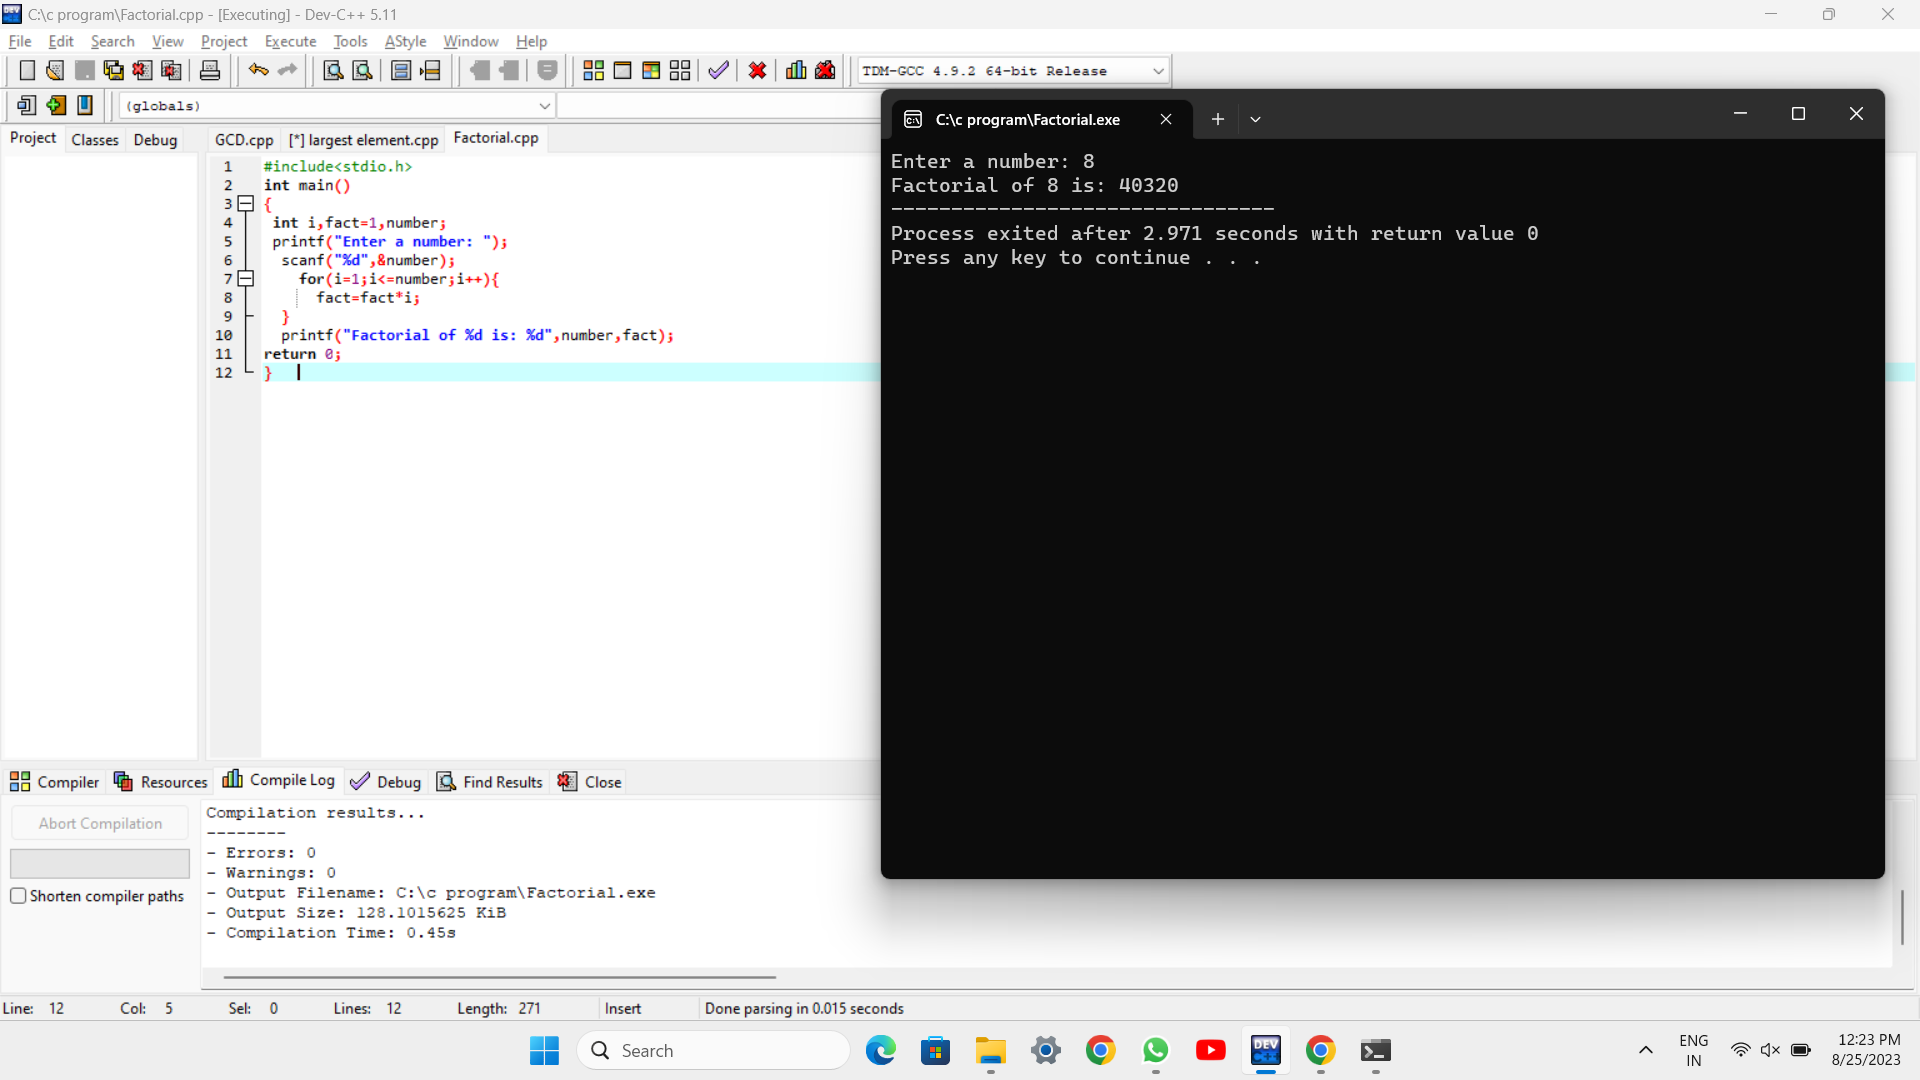 C:\c program\Factorial.cpp - [Executing] - Dev-C++ 5.11
File Edit Search View Project Execute Tools AStyle Window Help
TDM-GCC 4.9.2 64-bit Release
(globals)
Project Classes Debug
GCD.cpp [*] largest element.cpp Factorial.cpp
1 #include<stdio.h>
2 int main()
3 {
4 int i,fact=1,number;
5 printf("Enter a number: ");
6 scanf("%d",&number);
7 for(i=1;i<=number;i++){
8 fact=fact*i;
9 }
10 printf("Factorial of %d is: %d",number,fact);
11 return 0;
12 }
C:\c program\Factorial.exe
Enter a number: 8
Factorial of 8 is: 40320
--------------------------------
Process exited after 2.971 seconds with return value 0
Press any key to continue . . .
Compiler Resources Compile Log Debug Find Results Close
Abort Compilation
Shorten compiler paths
Compilation results...
--------
- Errors: 0
- Warnings: 0
- Output Filename: C:\c program\Factorial.exe
- Output Size: 128.1015625 KiB
- Compilation Time: 0.45s
Line: 12 Col: 5 Sel: 0 Lines: 12 Length: 271 Insert Done parsing in 0.015 seconds
Search
DEV C++
ENG
IN
12:23 PM
8/25/2023